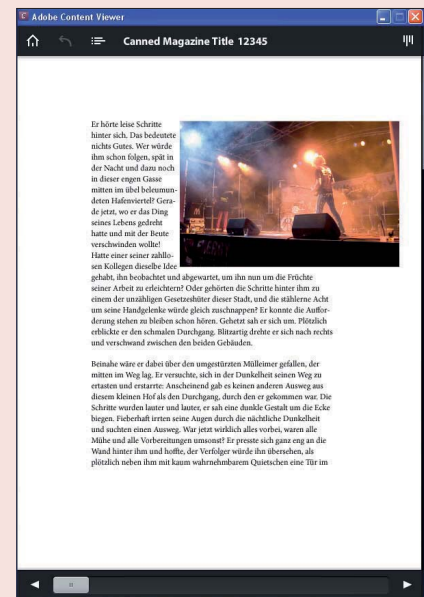 Adobe Content Viewer
Canned Magazine Title 12345
Er hörte leise Schritte
hinter sich. Das bedeutete
nichts Gutes. Wer würde
ihm schon folgen, spät in
der Nacht und dazu noch
in dieser engen Gasse
mitten im übel beleumun-
deten Hafenviertel? Gera-
de jetzt, wo er das Ding
seines Lebens gedreht
hatte und mit der Beute
verschwinden wollte!
Hatte einer seiner zahllo-
sen Kollegen dieselbe Idee
gehabt, ihn beobachtet und abgewartet, um ihn nun um die Früchte
seiner Arbeit zu erleichtern? Oder gehörten die Schritte hinter ihm zu
einem der unzähligen Gesetzeshüter dieser Stadt, und die stählerne Acht
um seine Handgelenke würde gleich zuschnappen? Er konnte die Auffor-
derung stehen zu bleiben schon hören. Gehetzt sah er sich um. Plötzlich
erblickte er den schmalen Durchgang. Blitzartig drehte er sich nach rechts
und verschwand zwischen den beiden Gebäuden.
Beinahe wäre er dabei über den umgestürzten Mülleimer gefallen, der
mitten im Weg lag. Er versuchte, sich in der Dunkelheit seinen Weg zu
ertasten und erstarrte: Anscheinend gab es keinen anderen Ausweg aus
diesem kleinen Hof als den Durchgang, durch den er gekommen war. Die
Schritte wurden lauter und lauter, er sah eine dunkle Gestalt um die Ecke
biegen. Fieberhaft irrten seine Augen durch die nächtliche Dunkelheit
und suchten einen Ausweg. War jetzt wirklich alles vorbei, waren alle
Mühe und alle Vorbereitungen umsonst? Er presste sich ganz eng an die
Wand hinter ihm und hoffte, der Verfolger würde ihn übersehen, als
plötzlich neben ihm mit kaum wahrnehmbarem Quietschen eine Tür im